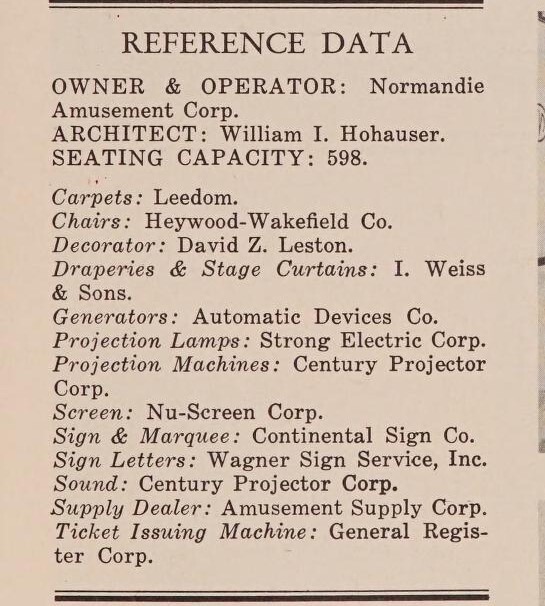 REFERENCE DATA
OWNER & OPERATOR: Normandie
Amusement Corp.
ARCHITECT: William I. Hohauser.
SEATING CAPACITY: 598.
Carpets: Leedom.
Chairs: Heywood-Wakefield Co.
Decorator: David Z. Leston.
Draperies & Stage Curtains: I. Weiss
& Sons.
Generators: Automatic Devices Co.
Projection Lamps: Strong Electric Corp.
Projection Machines: Century Projector
Corp.
Screen: Nu-Screen Corp.
Sign & Marquee: Continental Sign Co.
Sign Letters: Wagner Sign Service, Inc.
Sound: Century Projector Corp.
Supply Dealer: Amusement Supply Corp.
Ticket Issuing Machine: General Regis-
ter Corp.